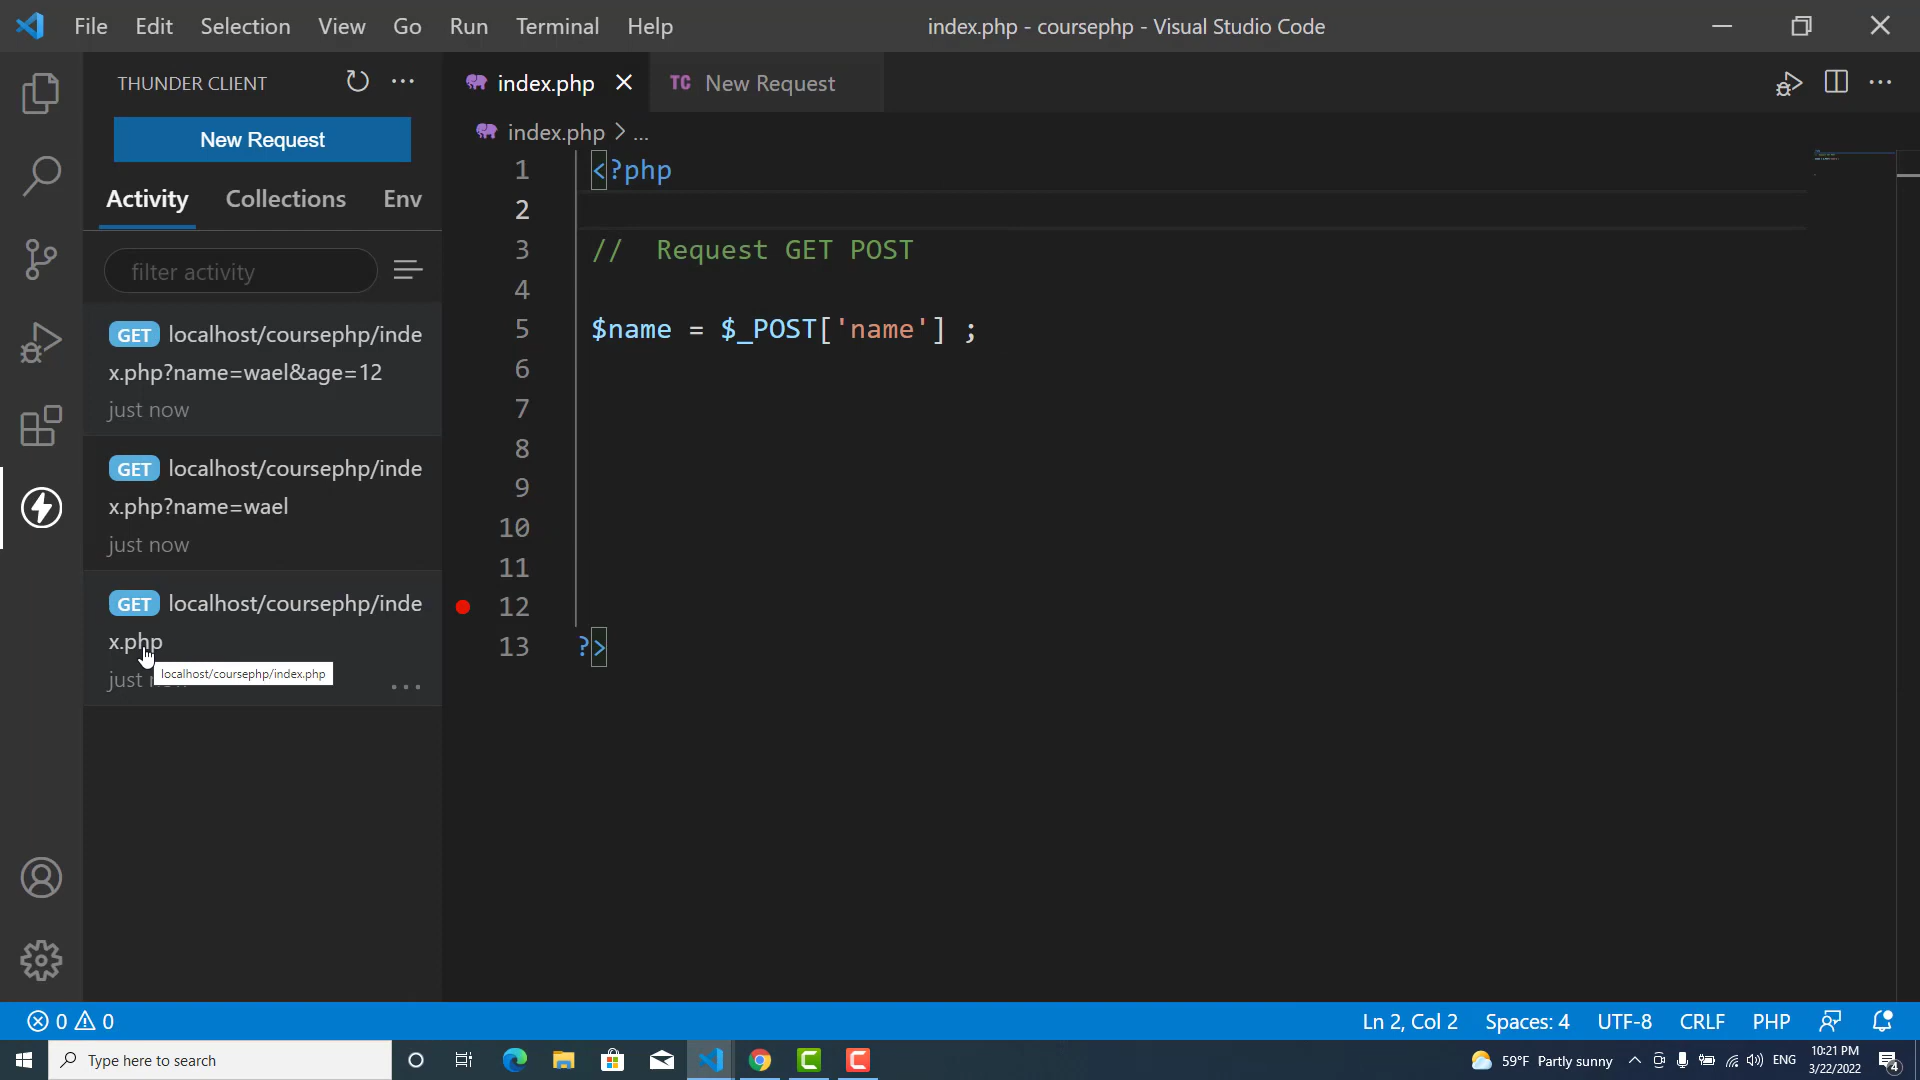 File Edit Selection View Go Run Terminal Help
index.php - coursephp - Visual Studio Code
THUNDER CLIENT
New Request
Activity Collections Env
filter activity
GET localhost/coursephp/inde
x.php?name=wael&age=12
just now
GET localhost/coursephp/inde
x.php?name=wael
just now
GET localhost/coursephp/inde
x.php
localhost/coursephp/index.php
just
index.php
TC New Request
index.php > ...
1 <?php
2
3 // Request GET POST
4
5 $name = $_POST['name'] ;
6
7
8
9
10
11
12
13 ?>
0 0
Ln 2, Col 2 Spaces: 4 UTF-8 CRLF PHP
Type here to search
59°F Partly sunny
ENG
10:21 PM
3/22/2022
4